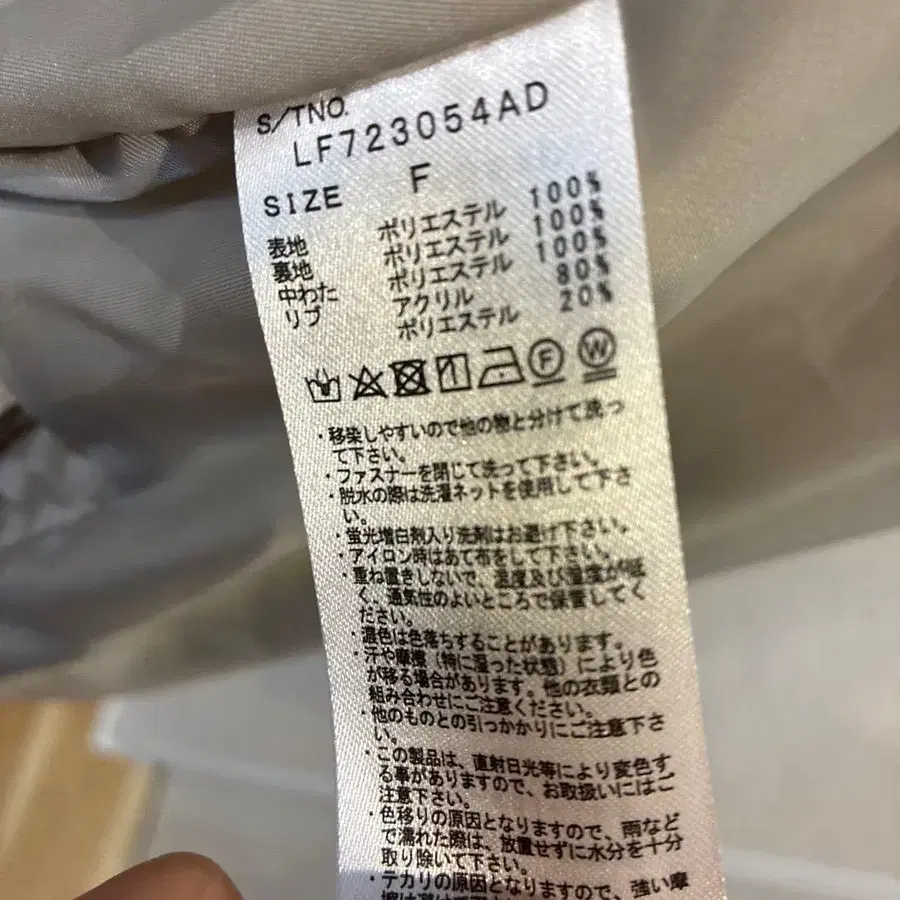 S/TNO.
LF723054AD
SIZE F
表地 ポリエステル 100%
裏地 ポリエステル 100%
中わた ポリエステル 100%
リブ アクリル 80%
ポリエステル 20%
F W
・移染しやすいので他の物と分けて洗っ
て下さい。
・ファスナーを閉じて洗って下さい。
・脱水の際は洗濯ネットを使用して下さ
い。
・蛍光増白剤入り洗剤はお避け下さい。
・アイロン時はあて布をして下さい。
・重ね置きしないで、温度及び湿度が低
く、通気性のよいところで保管してく
ださい。
・濃色は色落ちすることがあります。
・汗や摩擦（特に湿った状態）により色
が移る場合があります。他の衣類との
組み合わせにご注意ください。
・他のものとの引っかかりにご注意下さ
い。
・この製品は、直射日光等により変色す
る事がありますので、お取扱いにはご
注意下さい。
・色移りの原因となりますので、雨など
で濡れた際は、放置せずに水分を十分
取り除いて下さい。
・テカリの原因となりますので、強い摩
擦は避けて下さい。